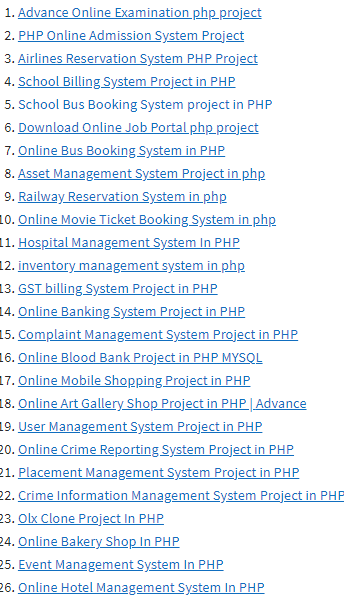 1. Advance Online Examination php project
2. PHP Online Admission System Project
3. Airlines Reservation System PHP Project
4. School Billing System Project in PHP
5. School Bus Booking System project in PHP
6. Download Online Job Portal php project
7. Online Bus Booking System in PHP
8. Asset Management System Project in php
9. Railway Reservation System in php
10. Online Movie Ticket Booking System in php
11. Hospital Management System In PHP
12. inventory management system in php
13. GST billing System Project in PHP
14. Online Banking System Project in PHP
15. Complaint Management System Project in PHP
16. Online Blood Bank Project in PHP MYSQL
17. Online Mobile Shopping Project in PHP
18. Online Art Gallery Shop Project in PHP | Advance
19. User Management System Project in PHP
20. Online Crime Reporting System Project in PHP
21. Placement Management System Project in PHP
22. Crime Information Management System Project in PHP
23. Olx Clone Project In PHP
24. Online Bakery Shop In PHP
25. Event Management System In PHP
26. Online Hotel Management System In PHP